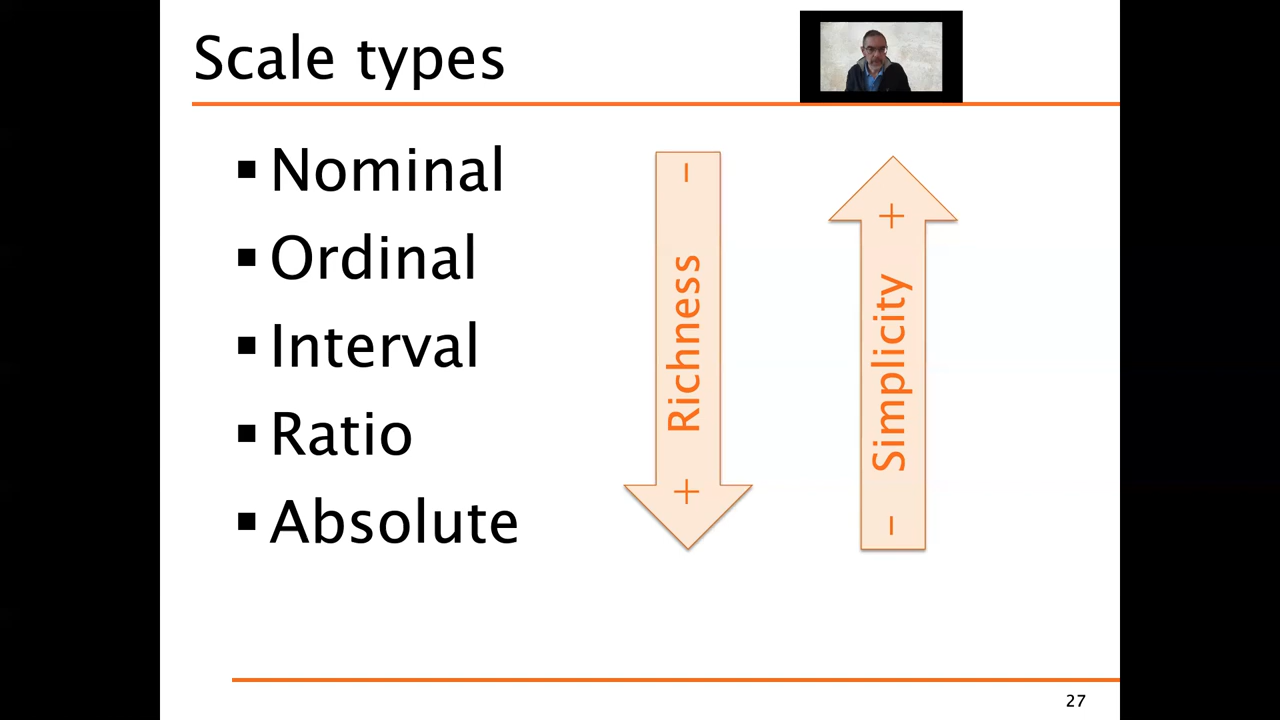 Scale types
▪ Nominal
▪ Ordinal
▪ Interval
▪ Ratio
▪ Absolute
– Richness +
– Simplicity +
27